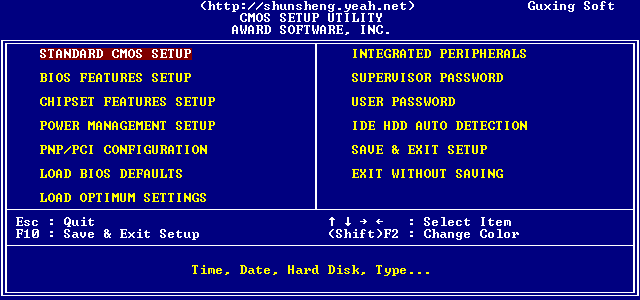 (http://shunsheng.yeah.net) Guxing Soft
CMOS SETUP UTILITY
AWARD SOFTWARE, INC.
STANDARD CMOS SETUP
BIOS FEATURES SETUP
CHIPSET FEATURES SETUP
POWER MANAGEMENT SETUP
PNP/PCI CONFIGURATION
LOAD BIOS DEFAULTS
LOAD OPTIMUM SETTINGS
INTEGRATED PERIPHERALS
SUPERVISOR PASSWORD
USER PASSWORD
IDE HDD AUTO DETECTION
SAVE & EXIT SETUP
EXIT WITHOUT SAVING
Esc : Quit
F10 : Save & Exit Setup
↑ ↓ → ← : Select Item
(Shift)F2 : Change Color
Time, Date, Hard Disk, Type...